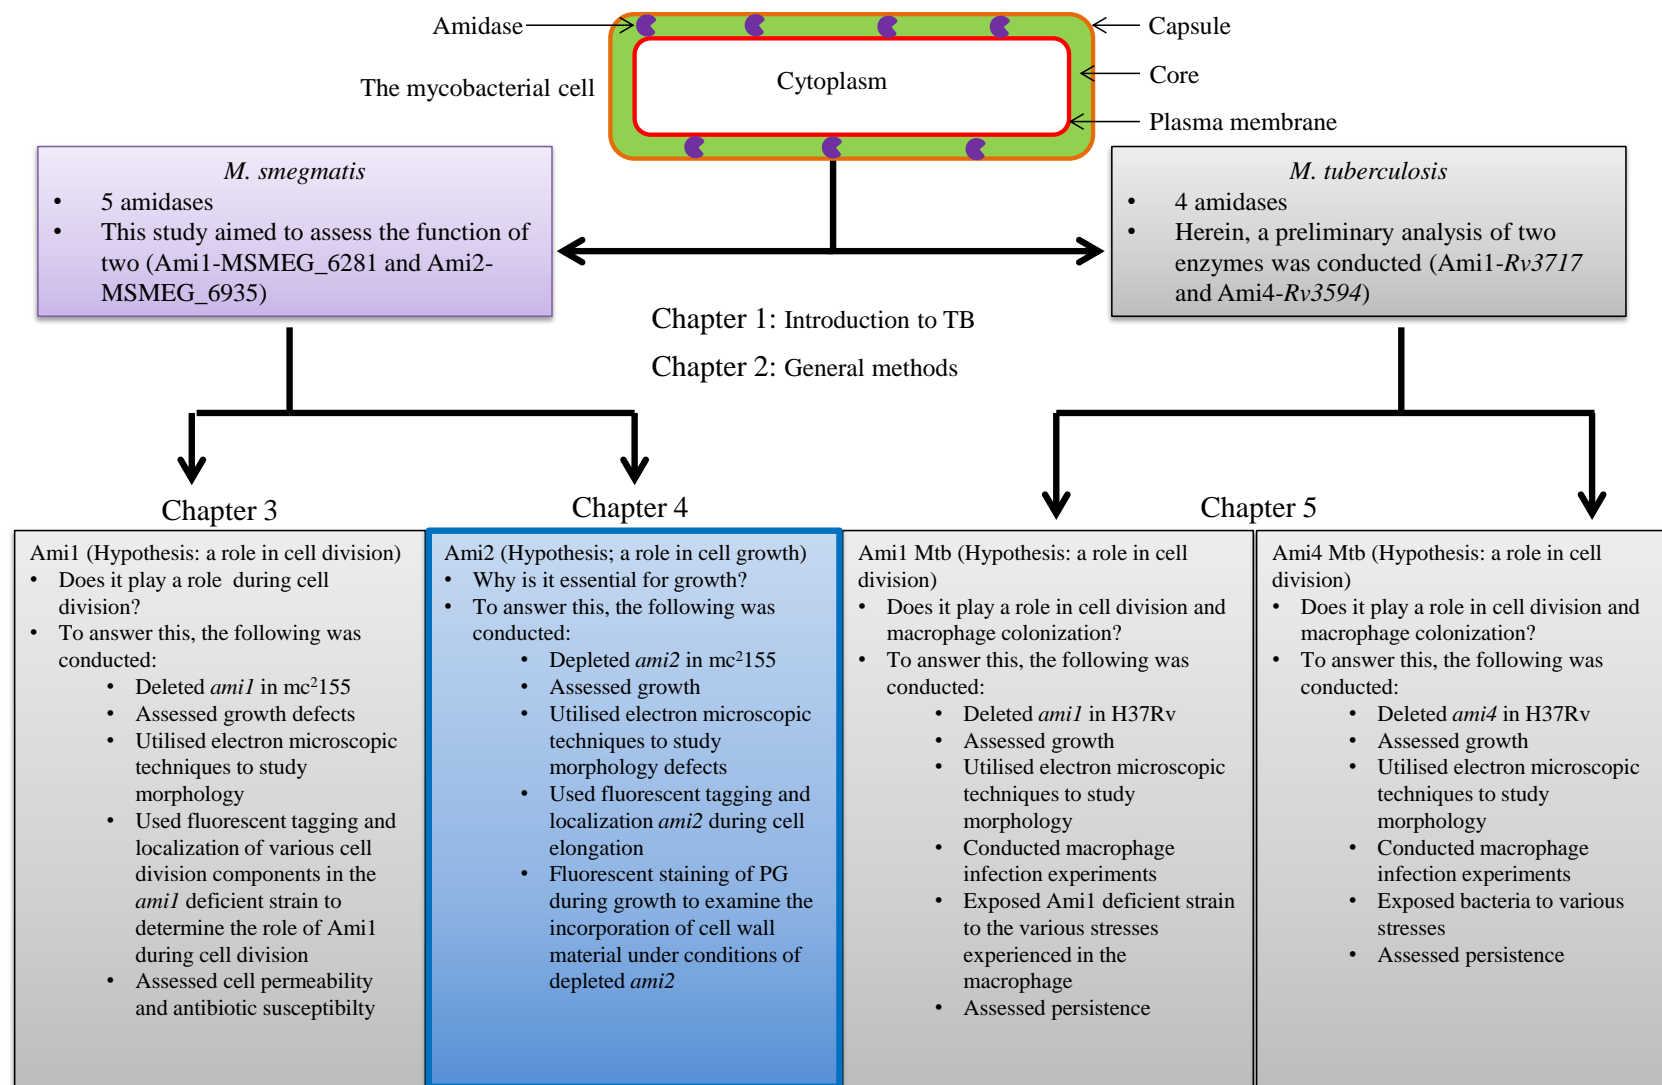 Amidase
Capsule
The mycobacterial cell
Cytoplasm
Core
Plasma membrane
M. smegmatis
• 5 amidases
• This study aimed to assess the function of
two (Ami1-MSMEG_6281 and Ami2-
MSMEG_6935)
M. tuberculosis
• 4 amidases
• Herein, a preliminary analysis of two
enzymes was conducted (Ami1-Rv3717
and Ami4-Rv3594)
Chapter 1: Introduction to TB
Chapter 2: General methods
Chapter 3
Ami1 (Hypothesis: a role in cell division)
• Does it play a role during cell
division?
• To answer this, the following was
conducted:
• Deleted ami1 in mc²155
• Assessed growth defects
• Utilised electron microscopic
techniques to study
morphology
• Used fluorescent tagging and
localization of various cell
division components in the
ami1 deficient strain to
determine the role of Ami1
during cell division
• Assessed cell permeability
and antibiotic susceptibilty
Chapter 4
Ami2 (Hypothesis; a role in cell growth)
• Why is it essential for growth?
• To answer this, the following was
conducted:
• Depleted ami2 in mc²155
• Assessed growth
• Utilised electron microscopic
techniques to study
morphology defects
• Used fluorescent tagging and
localization ami2 during cell
elongation
• Fluorescent staining of PG
during growth to examine the
incorporation of cell wall
material under conditions of
depleted ami2
Chapter 5
Ami1 Mtb (Hypothesis: a role in cell
division)
• Does it play a role in cell division and
macrophage colonization?
• To answer this, the following was
conducted:
• Deleted ami1 in H37Rv
• Assessed growth
• Utilised electron microscopic
techniques to study
morphology
• Conducted macrophage
infection experiments
• Exposed Ami1 deficient strain
to the various stresses
experienced in the
macrophage
• Assessed persistence
Ami4 Mtb (Hypothesis: a role in cell
division)
• Does it play a role in cell division and
macrophage colonization?
• To answer this, the following was
conducted:
• Deleted ami4 in H37Rv
• Assessed growth
• Utilised electron microscopic
techniques to study
morphology
• Conducted macrophage
infection experiments
• Exposed bacteria to various
stresses
• Assessed persistence